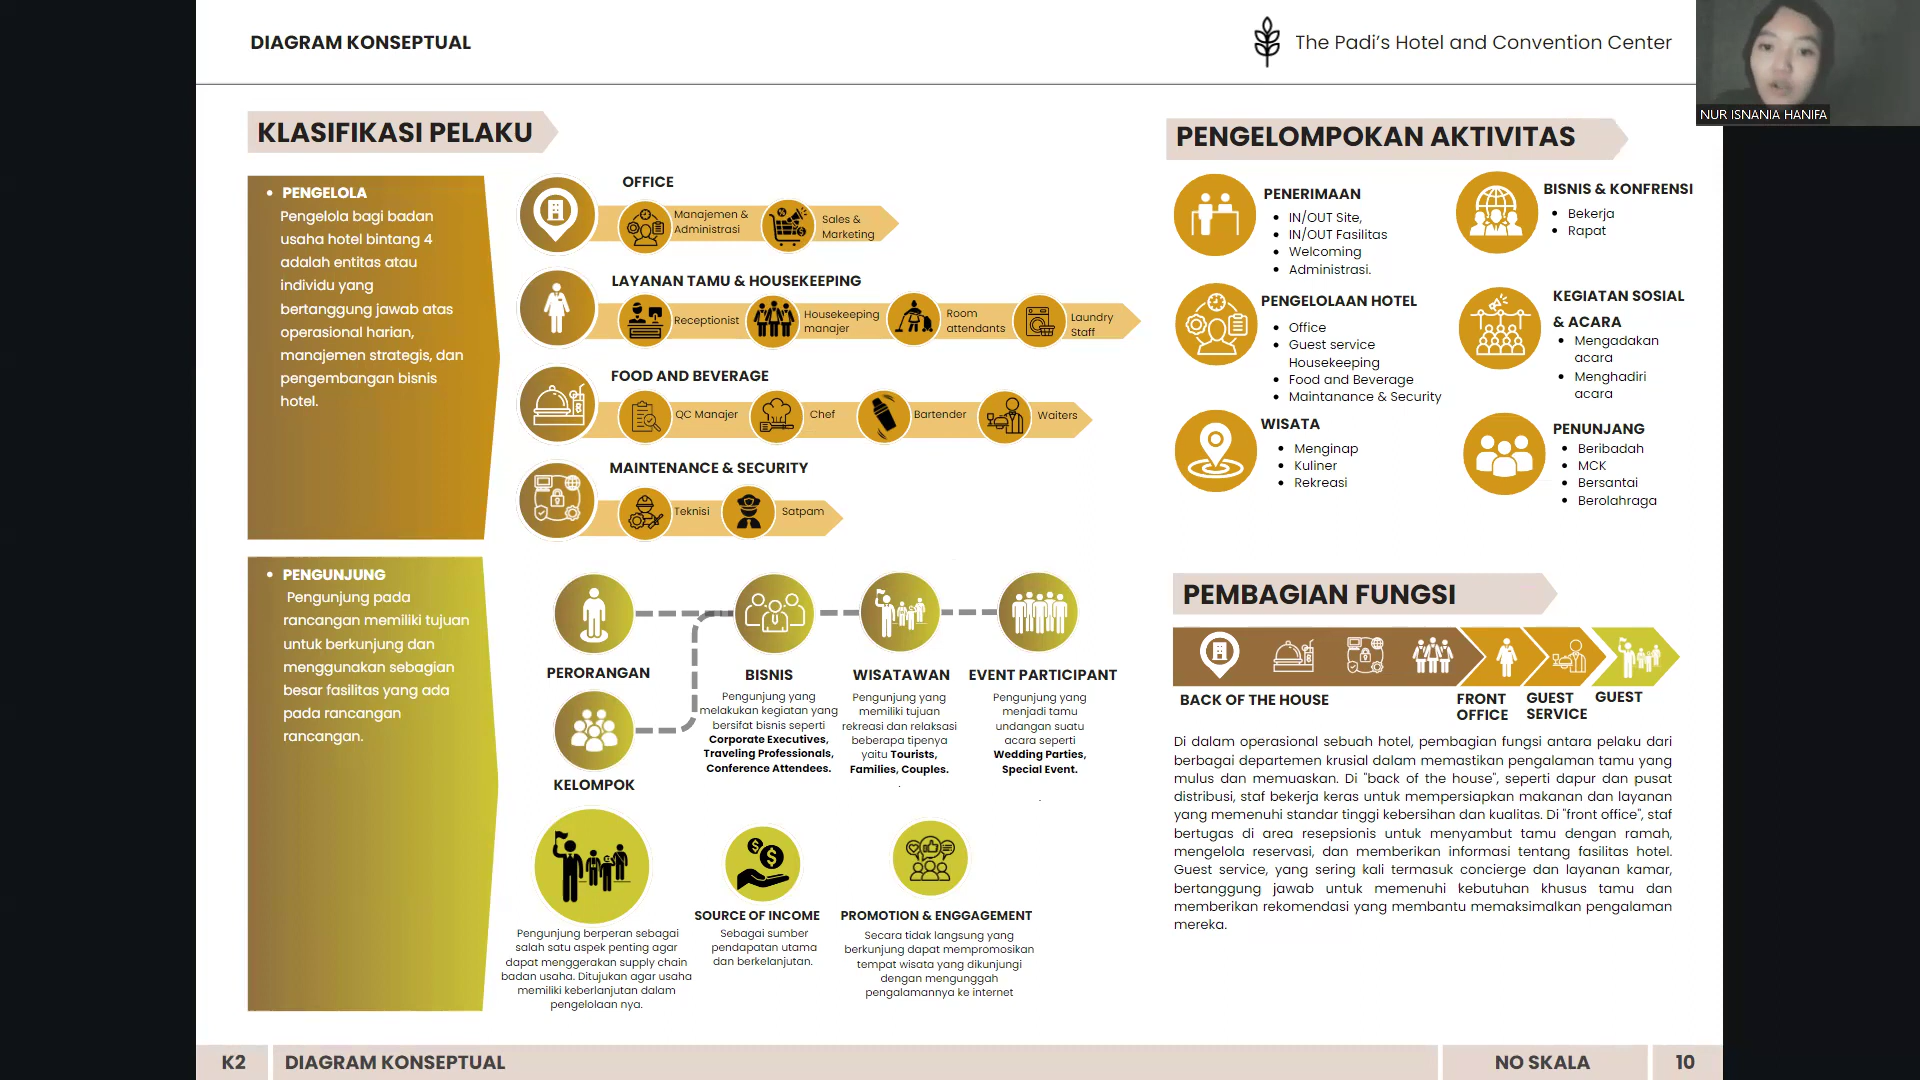 DIAGRAM KONSEPTUAL
The Padi's Hotel and Convention Center
NUR ISNANIA HANIFA
KLASIFIKASI PELAKU
• PENGELOLA
Pengelola bagi badan
usaha hotel bintang 4
adalah entitas atau
individu yang
bertanggung jawab atas
operasional harian,
manajemen strategis, dan
pengembangan bisnis
hotel.
OFFICE
Manajemen &
Administrasi
Sales &
Marketing
LAYANAN TAMU & HOUSEKEEPING
Receptionist
Housekeeping
manajer
Room
attendants
Laundry
Staff
FOOD AND BEVERAGE
QC Manajer
Chef
Bartender
Waiters
MAINTENANCE & SECURITY
Teknisi
Satpam
• PENGUNJUNG
Pengunjung pada
rancangan memiliki tujuan
untuk berkunjung dan
menggunakan sebagian
besar fasilitas yang ada
pada rancangan
rancangan.
PERORANGAN
KELOMPOK
BISNIS
Pengunjung yang
melakukan kegiatan yang
bersifat bisnis seperti
Corporate Executives,
Traveling Professionals,
Conference Attendees.
WISATAWAN
Pengunjung yang
memiliki tujuan
rekreasi dan relaksasi
beberapa tipenya
yaitu Tourists,
Families, Couples.
.
EVENT PARTICIPANT
Pengunjung yang
menjadi tamu
undangan suatu
acara seperti
Wedding Parties,
Special Event.
.
Pengunjung berperan sebagai
salah satu aspek penting agar
dapat menggerakan supply chain
badan usaha. Ditujukan agar usaha
memiliki keberlanjutan dalam
pengelolaan nya.
SOURCE OF INCOME
Sebagai sumber
pendapatan utama
dan berkelanjutan.
PROMOTION & ENGGAGEMENT
Secara tidak langsung yang
berkunjung dapat mempromosikan
tempat wisata yang dikunjungi
dengan mengunggah
pengalamannya ke internet
PENGELOMPOKAN AKTIVITAS
PENERIMAAN
• IN/OUT Site,
• IN/OUT Fasilitas
• Welcoming
• Administrasi.
BISNIS & KONFRENSI
• Bekerja
• Rapat
PENGELOLAAN HOTEL
• Office
• Guest service
Housekeeping
• Food and Beverage
• Maintanance & Security
KEGIATAN SOSIAL
& ACARA
• Mengadakan
acara
• Menghadiri
acara
WISATA
• Menginap
• Kuliner
• Rekreasi
PENUNJANG
• Beribadah
• MCK
• Bersantai
• Berolahraga
PEMBAGIAN FUNGSI
BACK OF THE HOUSE
FRONT
OFFICE
GUEST
SERVICE
GUEST
Di dalam operasional sebuah hotel, pembagian fungsi antara pelaku dari
berbagai departemen krusial dalam memastikan pengalaman tamu yang
mulus dan memuaskan. Di "back of the house", seperti dapur dan pusat
distribusi, staf bekerja keras untuk mempersiapkan makanan dan layanan
yang memenuhi standar tinggi kebersihan dan kualitas. Di "front office", staf
bertugas di area resepsionis untuk menyambut tamu dengan ramah,
mengelola reservasi, dan memberikan informasi tentang fasilitas hotel.
Guest service, yang sering kali termasuk concierge dan layanan kamar,
bertanggung jawab untuk memenuhi kebutuhan khusus tamu dan
memberikan rekomendasi yang membantu memaksimalkan pengalaman
mereka.
K2
DIAGRAM KONSEPTUAL
NO SKALA
10